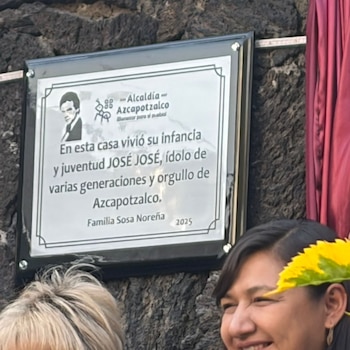 Alcaldía
Azcapotzalco
En esta casa vivió su infancia
y juventud JOSÉ JOSÉ, ídolo de
varias generaciones y orgullo de
Azcapotzalco.
Familia Sosa Noreña 2025